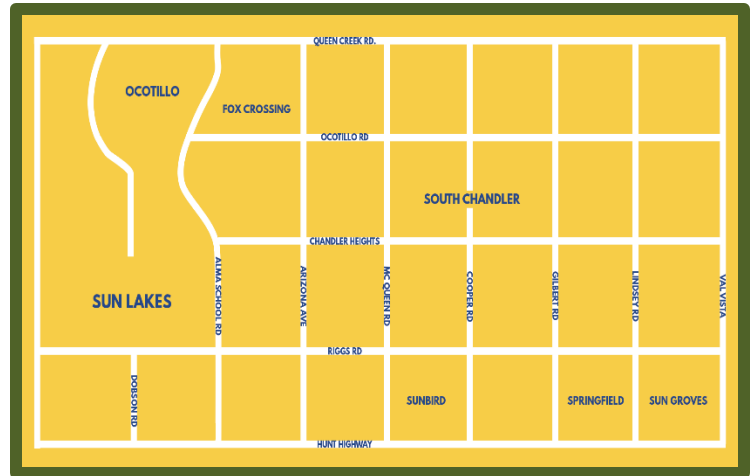 QUEEN CREEK RD.
OCOTILLO
FOX CROSSING
OCOTILLO RD
SOUTH CHANDLER
CHANDLER HEIGHTS
ALMA SCHOOL RD
ARIZONA AVE
MC QUEEN RD
COOPER RD
GILBERT RD
LINDSEY RD
VAL VISTA
SUN LAKES
RIGGS RD
DOBSON RD
SUNBIRD
SPRINGFIELD
SUN GROVES
HUNT HIGHWAY